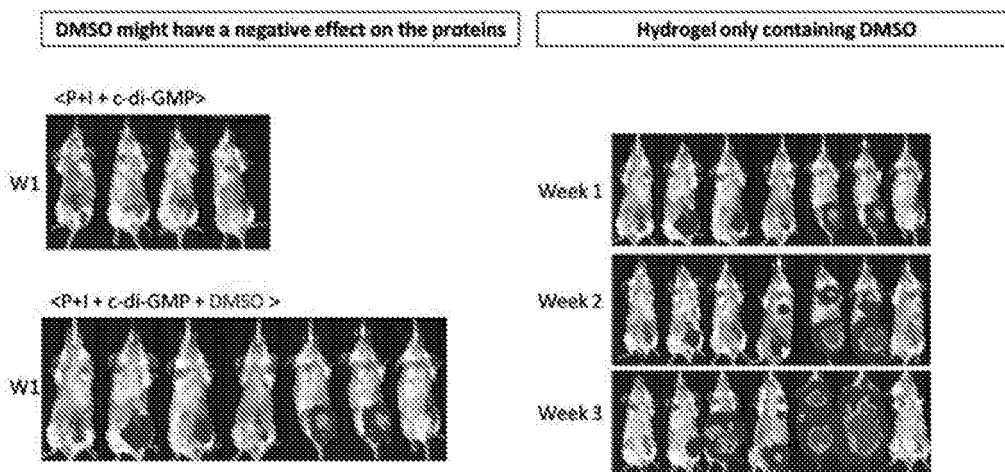 DMSO might have a negative effect on the proteins
Hydrogel only containing DMSO
<P+I + c-di-GMP>
W1
<P+I + c-di-GMP + DMSO >
W1
Week 1
Week 2
Week 3